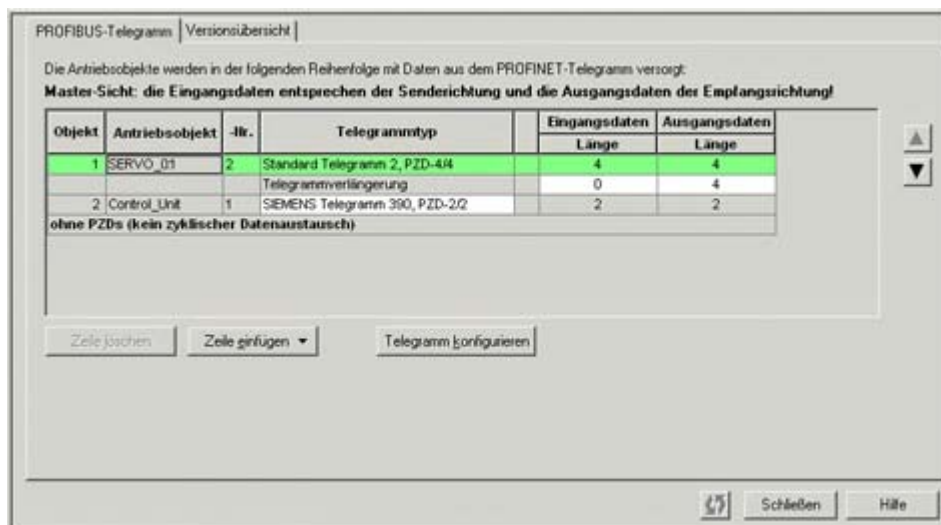 PROFIBUS-Telegramm Versionsübersicht
Die Antriebsobjekte werden in der folgenden Reihenfolge mit Daten aus dem PROFINET-Telegramm versorgt:
Master-Sicht: die Eingangsdaten entsprechen der Senderichtung und die Ausgangsdaten der Empfangsrichtung!
Objekt Antriebsobjekt -Nr. Telegrammtyp Eingangsdaten Ausgangsdaten
Länge Länge
1 SERVO_01 2 Standard Telegramm 2, PZD-4/4 4 4
Telegrammverlängerung 0 4
2 Control_Unit 1 SIEMENS Telegramm 390, PZD-2/2 2 2
ohne PZDs (kein zyklischer Datenaustausch)
Zeile löschen Zeile einfügen Telegramm konfigurieren
Schließen Hilfe